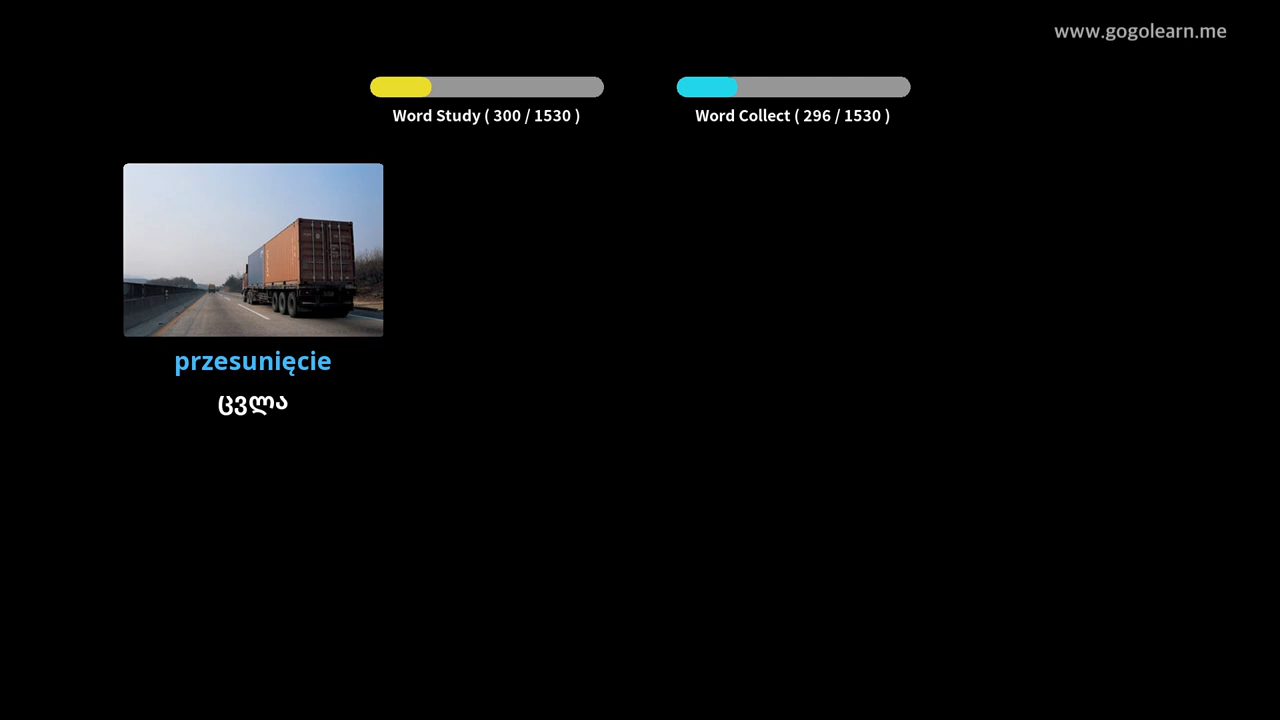 www.gogolearn.me
Word Study ( 300 / 1530 )
Word Collect ( 296 / 1530 )
przesunięcie
ცვლა